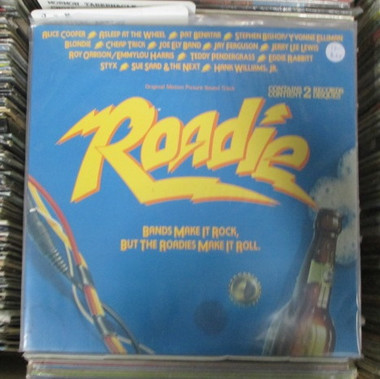 Alice Cooper • Asleep at the Wheel • Pat Benatar • Stephen Bishop/Yvonne Elliman
Blondie • Cheap Trick • Joe Ely Band • Jay Ferguson • Jerry Lee Lewis
Roy Orbison/Emmylou Harris • Teddy Pendergrass • Eddie Rabbitt
Styx • Sue Saad & The Next • Hank Williams, Jr.
Original Motion Picture Sound Track
CONTAINS 2 RECORD
Roadie
BANDS MAKE IT ROCK,
BUT THE ROADIES MAKE IT ROLL.